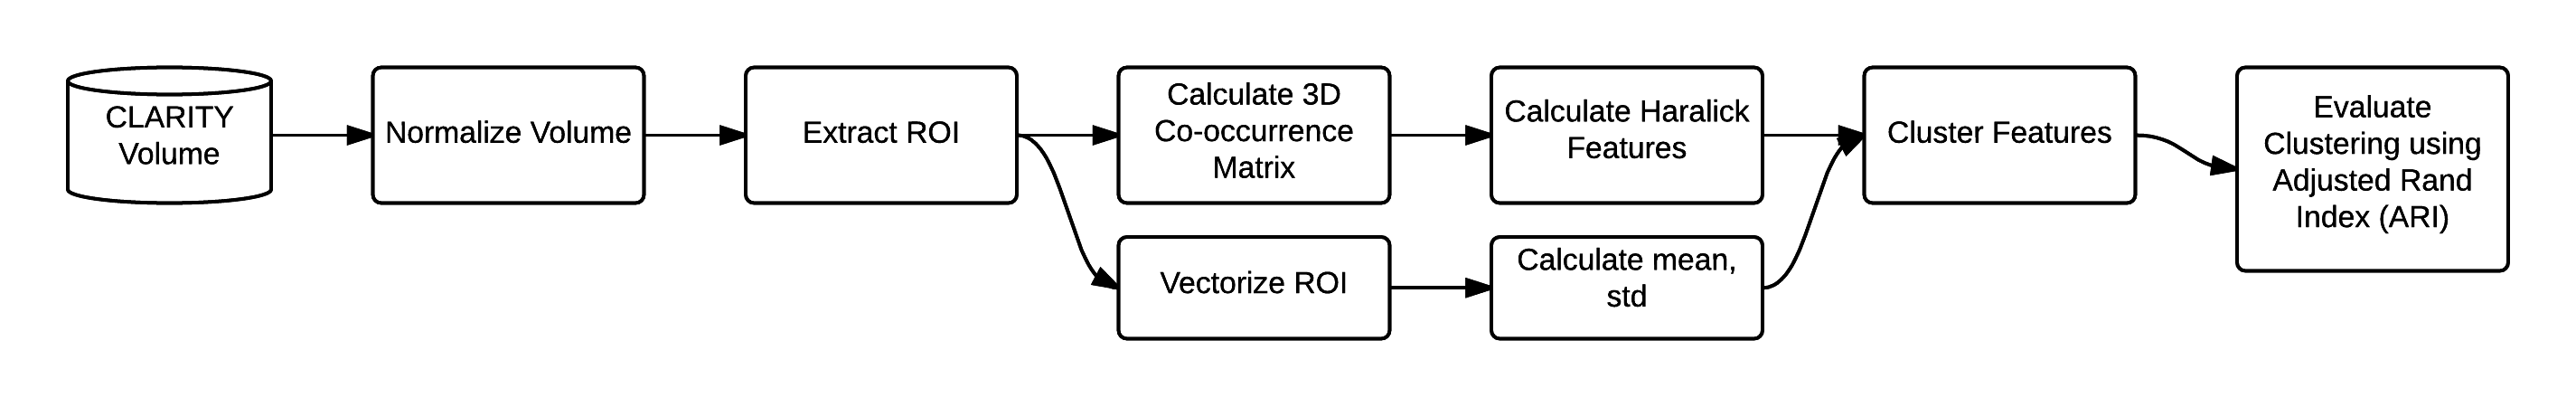 CLARITY
Volume
Normalize Volume
Extract ROI
Calculate 3D
Co-occurrence
Matrix
Calculate Haralick
Features
Cluster Features
Evaluate
Clustering using
Adjusted Rand
Index (ARI)
Vectorize ROI
Calculate mean,
std